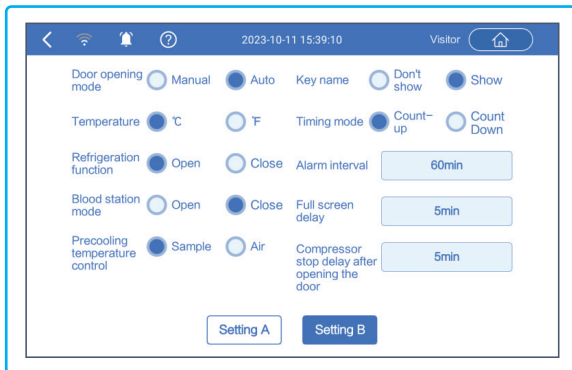 2023-10-11 15:39:10 Visitor
Door opening mode Manual Auto Key name Don't show Show
Temperature ℃ ℉ Timing mode Count-up Count Down
Refrigeration function Open Close Alarm interval 60min
Blood station mode Open Close Full screen delay 5min
Precooling temperature control Sample Air Compressor stop delay after opening the door 5min
Setting A Setting B